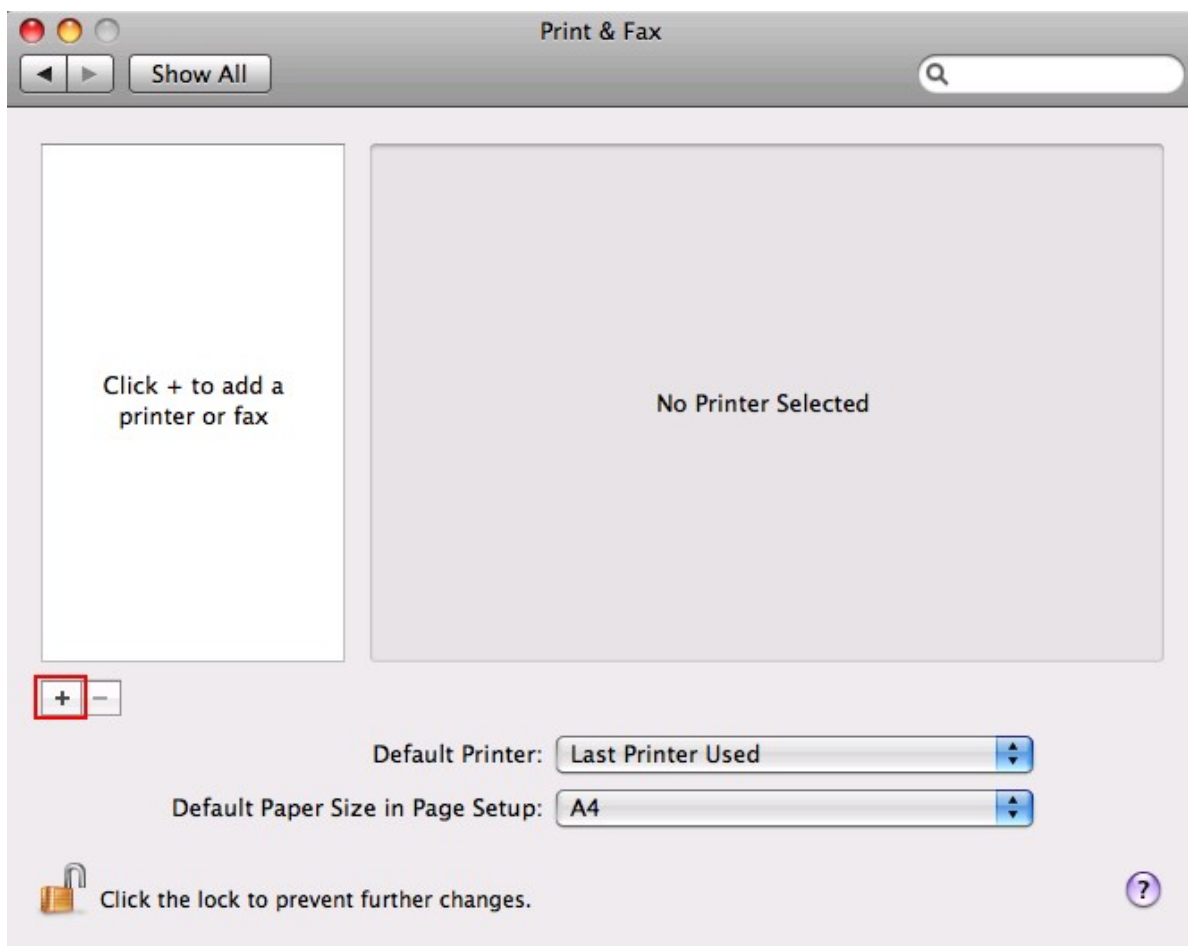 Print & Fax
Show All
Click + to add a
printer or fax
No Printer Selected
+ −
Default Printer: Last Printer Used
Default Paper Size in Page Setup: A4
Click the lock to prevent further changes.
?